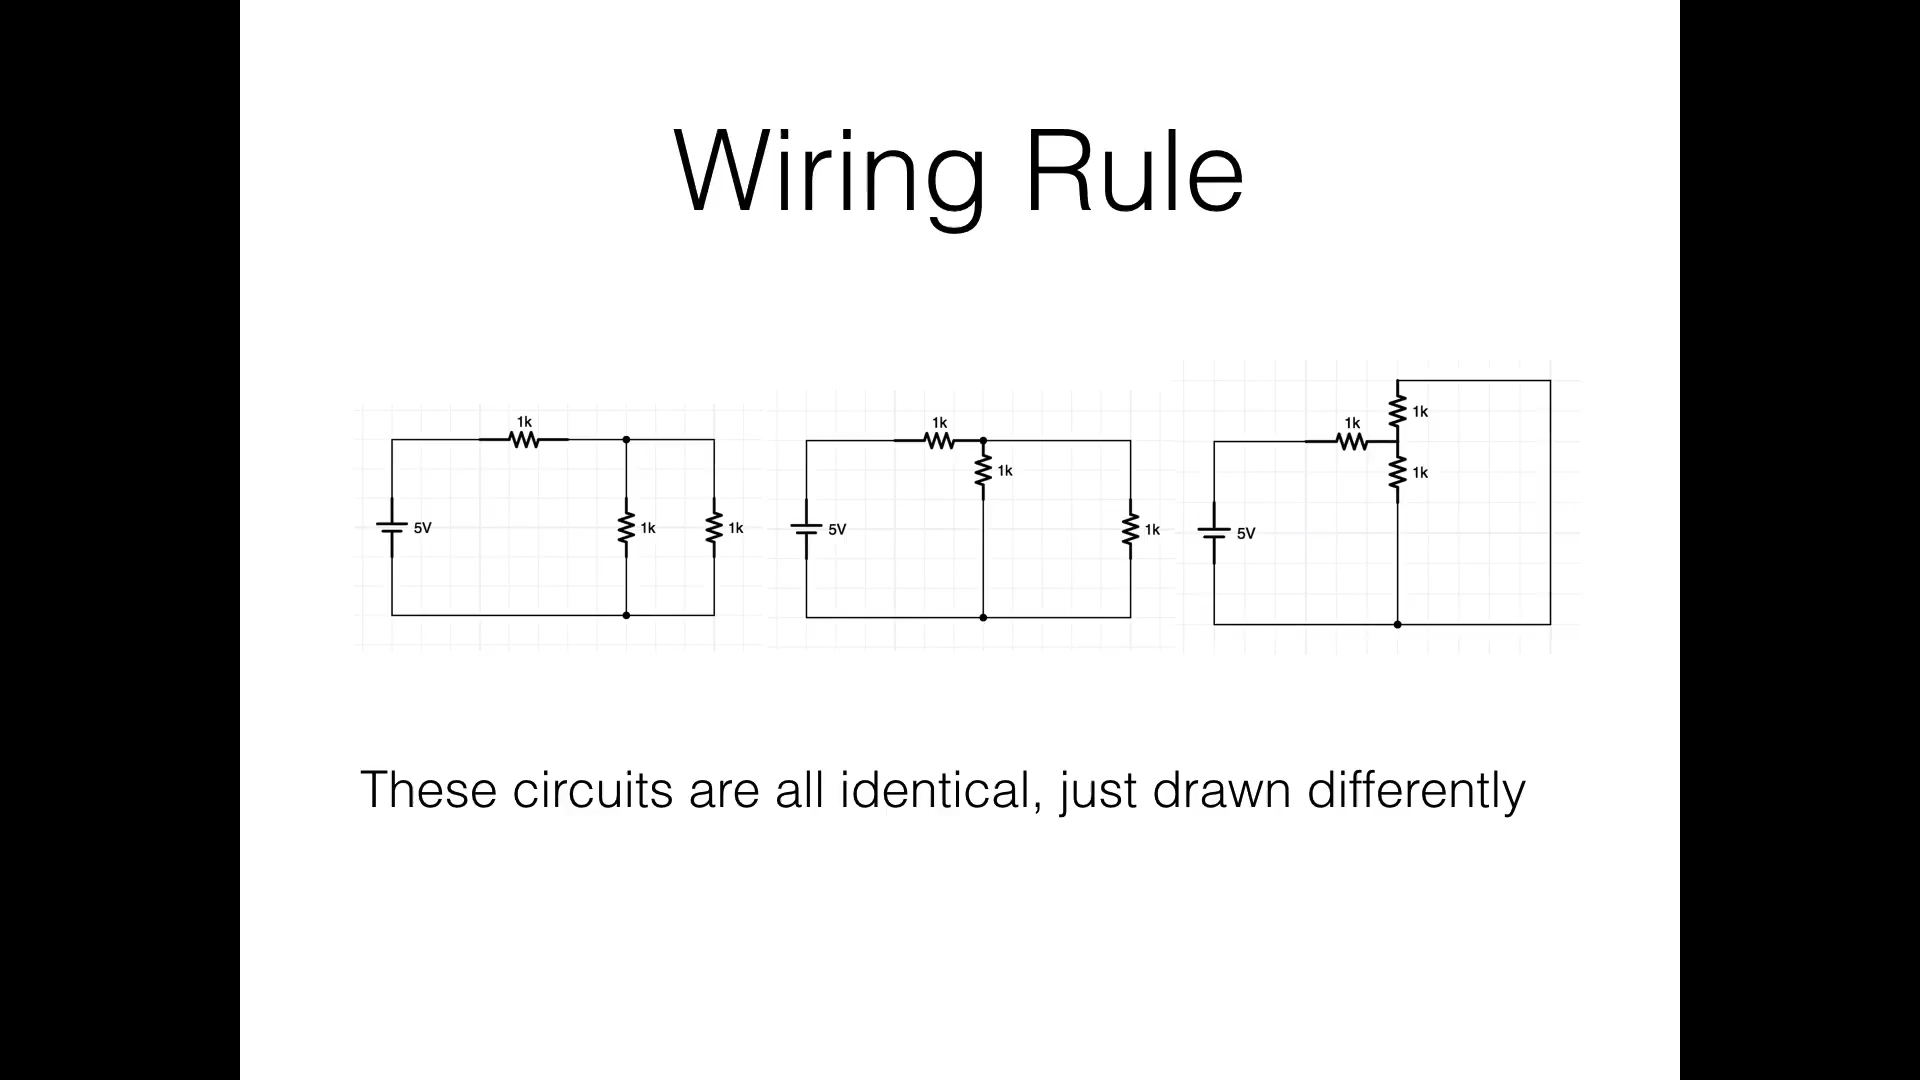 Wiring Rule
1k
5V
1k
1k
1k
1k
5V
1k
1k
1k
1k
5V
These circuits are all identical, just drawn differently